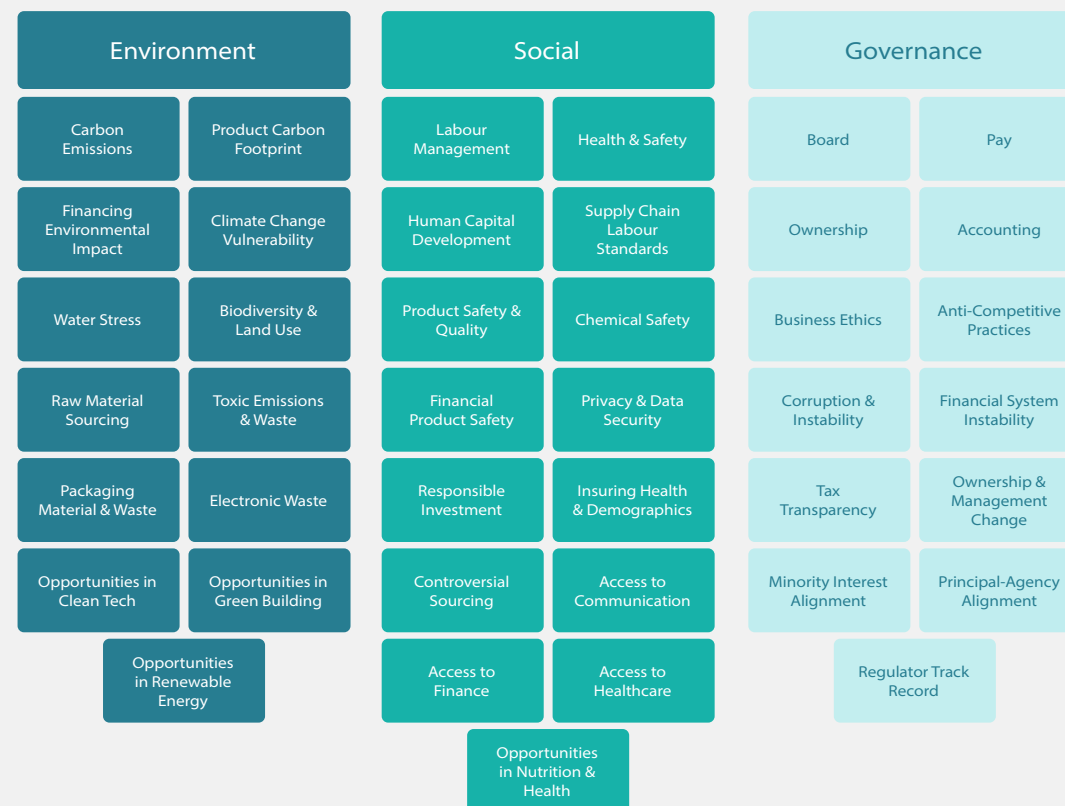 Environment
Carbon
Emissions
Product Carbon
Footprint
Financing
Environmental
Impact
Climate Change
Vulnerability
Water Stress
Biodiversity &
Land Use
Raw Material
Sourcing
Toxic Emissions
& Waste
Packaging
Material & Waste
Electronic Waste
Opportunities in
Clean Tech
Opportunities in
Green Building
Opportunities
in Renewable
Energy
Social
Labour
Management
Health & Safety
Human Capital
Development
Supply Chain
Labour
Standards
Product Safety &
Quality
Chemical Safety
Financial
Product Safety
Privacy & Data
Security
Responsible
Investment
Insuring Health
& Demographics
Controversial
Sourcing
Access to
Communication
Access to
Finance
Access to
Healthcare
Opportunities
in Nutrition &
Health
Governance
Board
Pay
Ownership
Accounting
Business Ethics
Anti-Competitive
Practices
Corruption &
Instability
Financial System
Instability
Tax
Transparency
Ownership &
Management
Change
Minority Interest
Alignment
Principal-Agency
Alignment
Regulator Track
Record